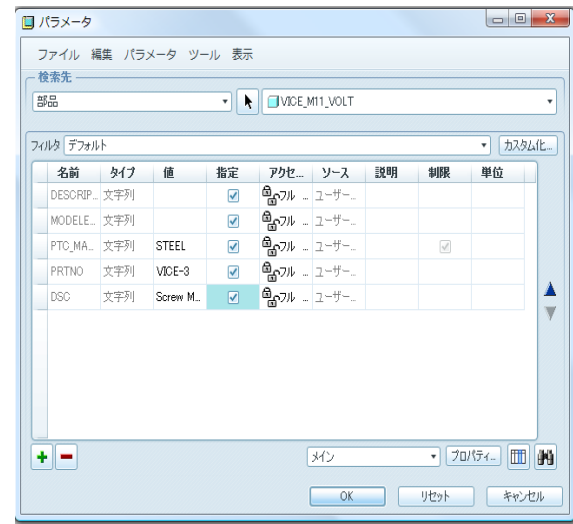 パラメータ
ファイル 編集 パラメータ ツール 表示
検索先
部品 VICE_M11_VOLT
フィルタ デフォルト カスタム化...
名前 タイプ 値 指定 アクセ... ソース 説明 制限 単位
DESCRIP... 文字列 フル ... ユーザー...
MODELE... 文字列 フル ... ユーザー...
PTC_MA... 文字列 STEEL フル ... ユーザー...
PRTNO 文字列 VICE-3 フル ... ユーザー...
DSC 文字列 Screw M... フル ... ユーザー...
メイン プロパティ...
OK リセット キャンセル